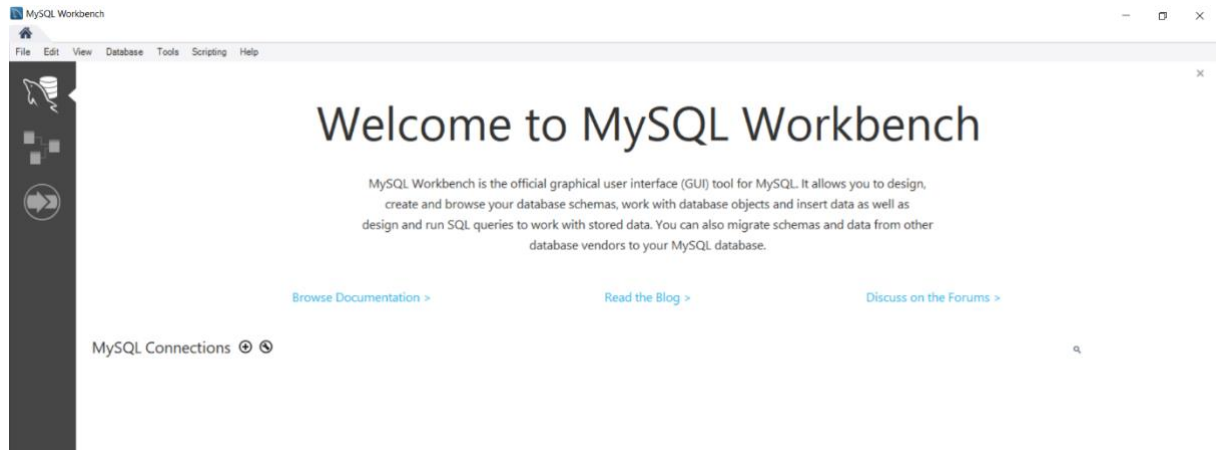 MySQL Workbench
File Edit View Database Tools Scripting Help
Welcome to MySQL Workbench
MySQL Workbench is the official graphical user interface (GUI) tool for MySQL. It allows you to design,
create and browse your database schemas, work with database objects and insert data as well as
design and run SQL queries to work with stored data. You can also migrate schemas and data from other
database vendors to your MySQL database.
Browse Documentation > Read the Blog > Discuss on the Forums >
MySQL Connections